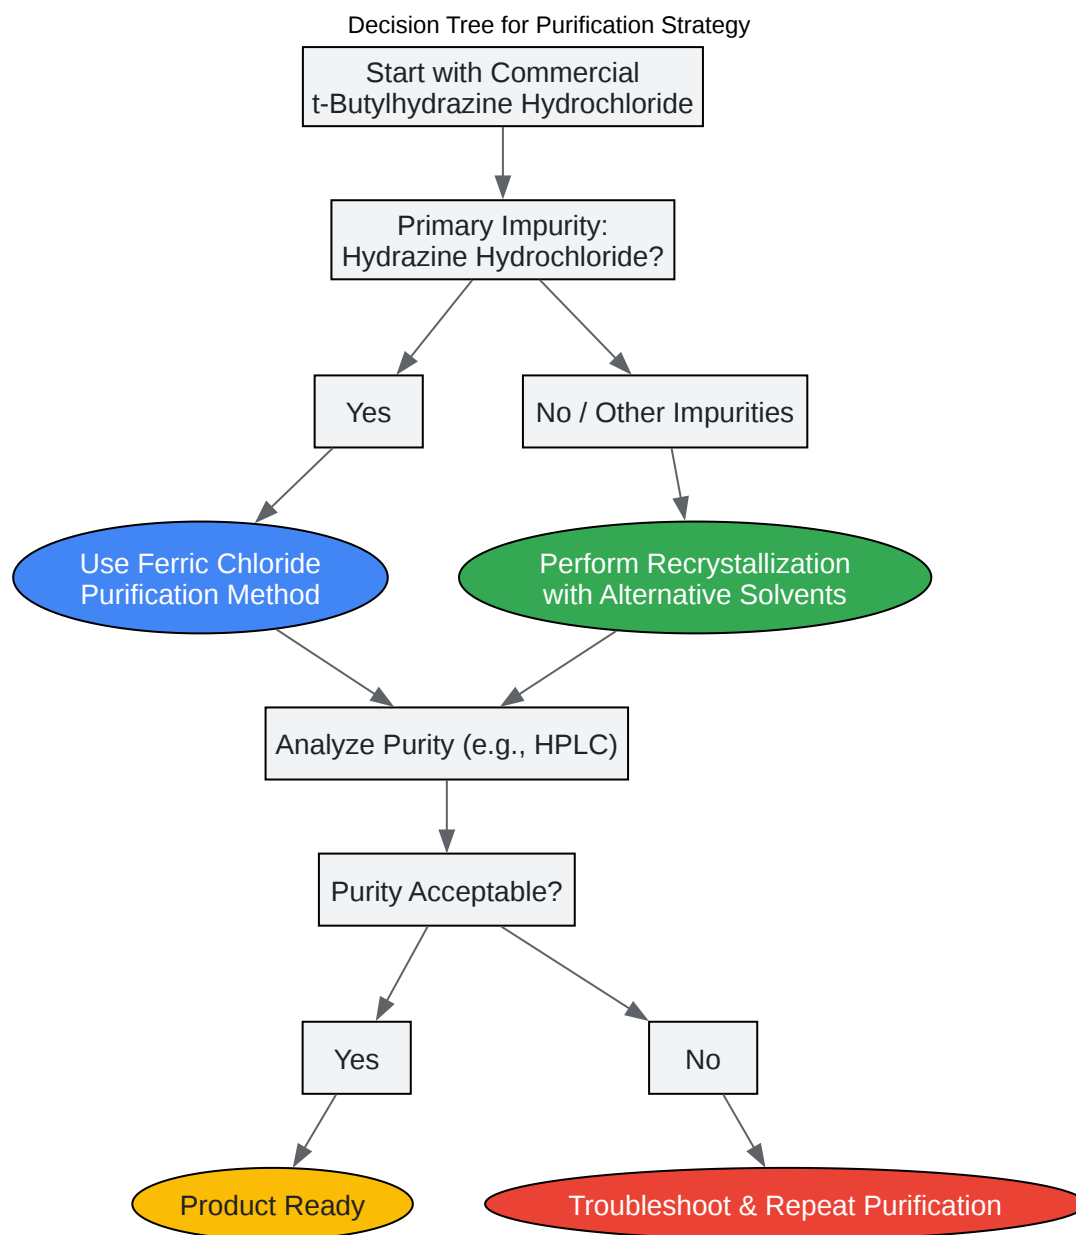 Decision Tree for Purification Strategy
Start with Commercial
t-Butylhydrazine Hydrochloride
Primary Impurity:
Hydrazine Hydrochloride?
Yes
No / Other Impurities
Use Ferric Chloride
Purification Method
Perform Recrystallization
with Alternative Solvents
Analyze Purity (e.g., HPLC)
Purity Acceptable?
Yes
No
Product Ready
Troubleshoot & Repeat Purification